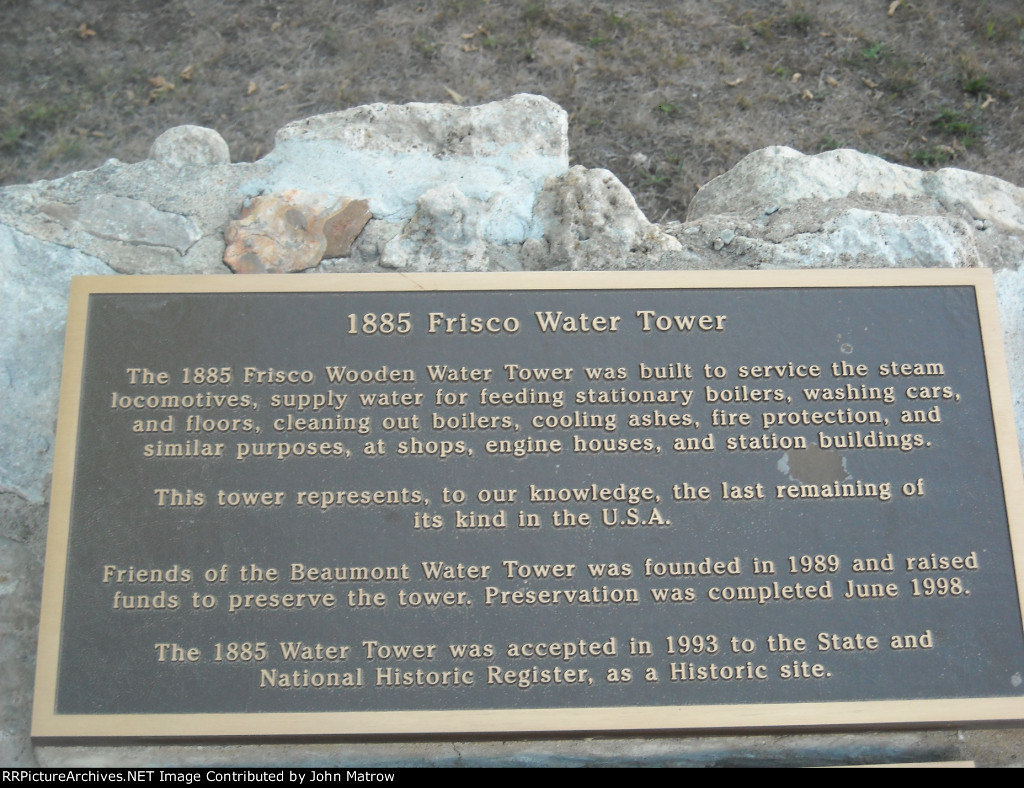 1885 Frisco Water Tower
The 1885 Frisco Wooden Water Tower was built to service the steam
locomotives, supply water for feeding stationary boilers, washing cars,
and floors, cleaning out boilers, cooling ashes, fire protection, and
similar purposes, at shops, engine houses, and station buildings.
This tower represents, to our knowledge, the last remaining of
its kind in the U.S.A.
Friends of the Beaumont Water Tower was founded in 1989 and raised
funds to preserve the tower. Preservation was completed June 1998.
The 1885 Water Tower was accepted in 1993 to the State and
National Historic Register, as a Historic site.
RRPictureArchives.NET Image Contributed by John Matrow